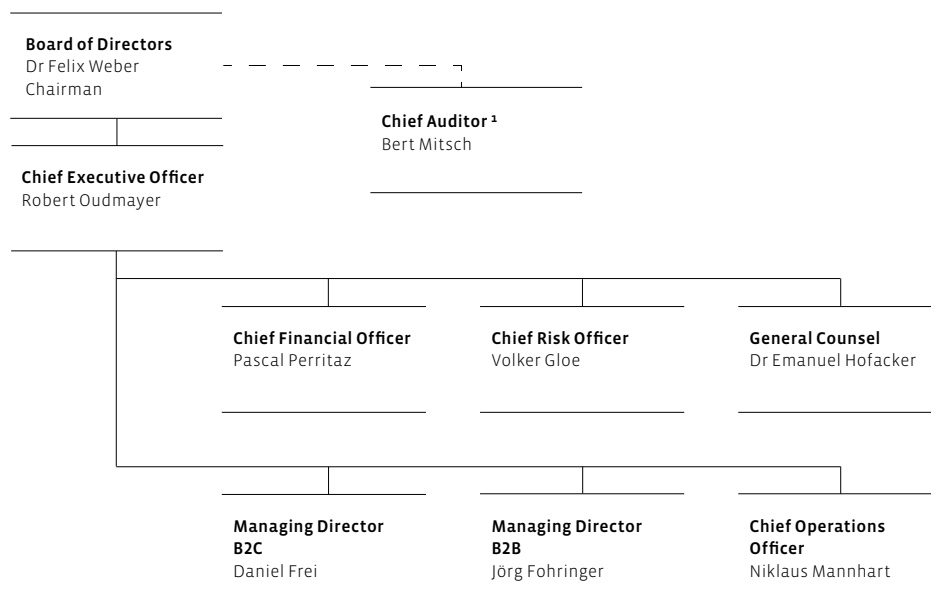 Board of Directors
Dr Felix Weber
Chairman
Chief Auditor ¹
Bert Mitsch
Chief Executive Officer
Robert Oudmayer
Chief Financial Officer
Pascal Perritaz
Chief Risk Officer
Volker Gloe
General Counsel
Dr Emanuel Hofacker
Managing Director
B2C
Daniel Frei
Managing Director
B2B
Jörg Fohringer
Chief Operations
Officer
Niklaus Mannhart